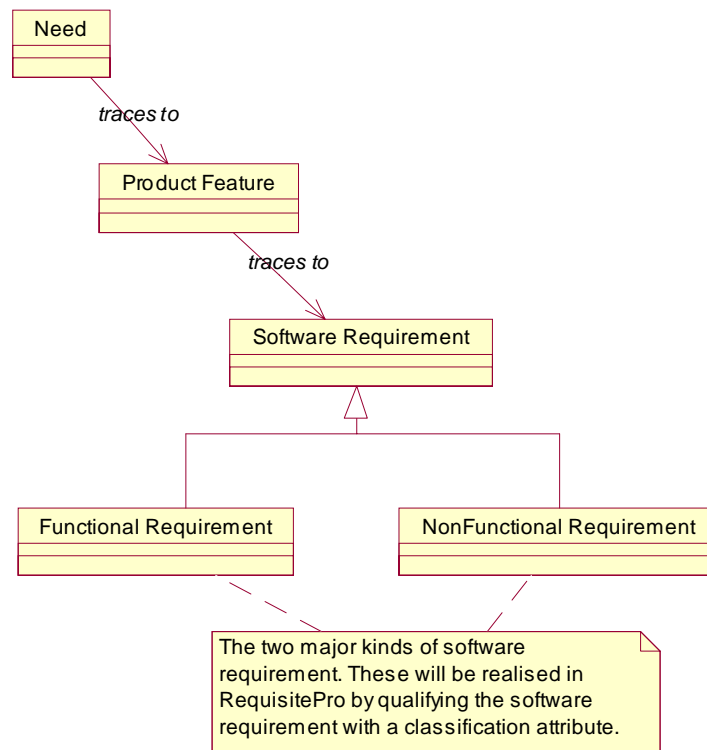 Need
traces to
Product Feature
traces to
Software Requirement
Functional Requirement
NonFunctional Requirement
The two major kinds of software
requirement. These will be realised in
RequisitePro by qualifying the software
requirement with a classification attribute.